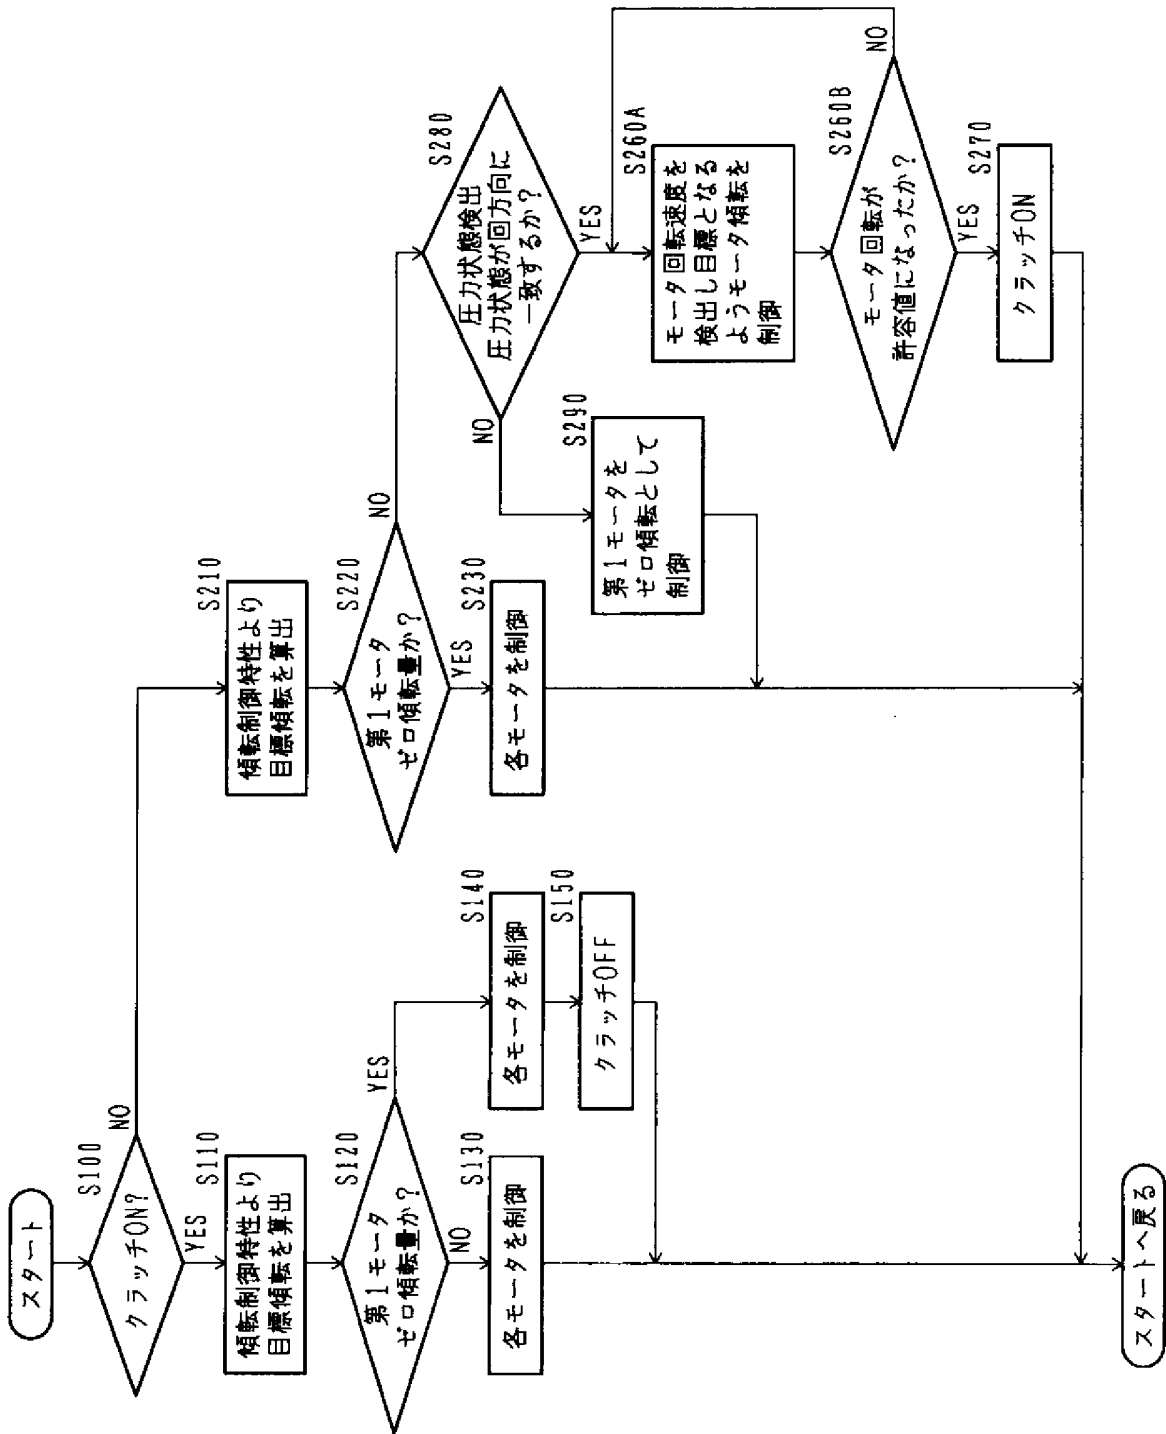 スタート
S100
クラッチON?
NO
YES
S110
傾転制御特性より
目標傾転を算出
S120
第1モータ
ゼロ傾転量か?
YES
NO
S130
各モータを制御
S140
各モータを制御
S150
クラッチOFF
S210
傾転制御特性より
目標傾転を算出
S220
第1モータ
ゼロ傾転量か?
NO
YES
S230
各モータを制御
S280
圧力状態検出
圧力状態が回方向に
一致するか?
NO
YES
S290
第1モータを
ゼロ傾転として
制御
S260A
モータ回転速度を
検出し目標となる
ようモータ傾転を
制御
S260B
モータ回転が
許容値になったか?
NO
YES
S270
クラッチON
スタートへ戻る